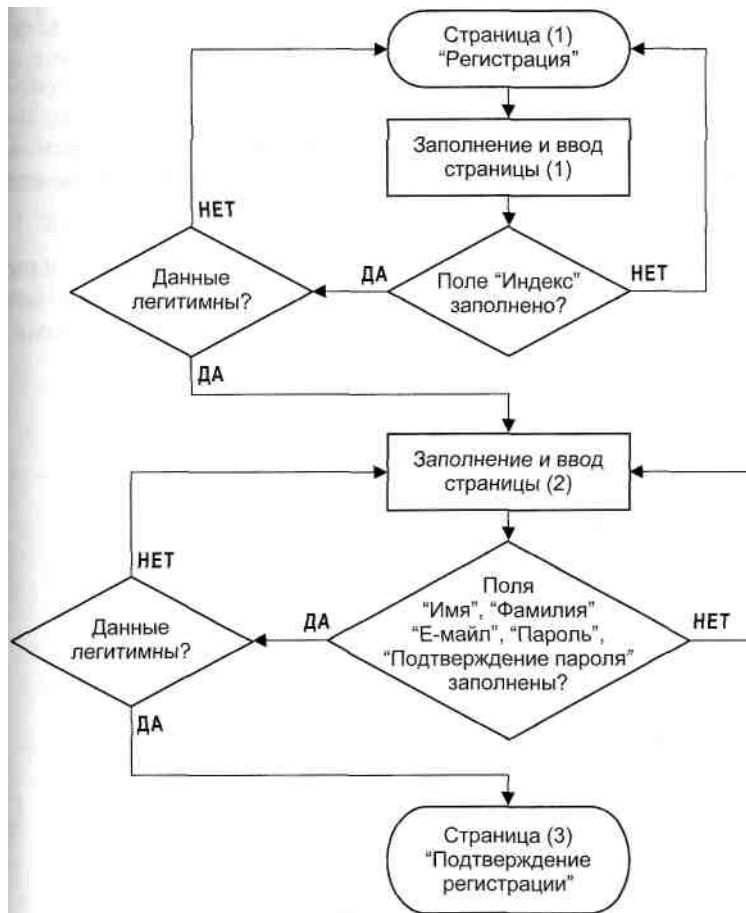 Страница (1)
“Регистрация”
Заполнение и ввод
страницы (1)
НЕТ
Данные
легитимны?
ДА
Поле “Индекс”
заполнено?
НЕТ
ДА
Заполнение и ввод
страницы (2)
НЕТ
Данные
легитимны?
ДА
Поля
“Имя”, “Фамилия”
“Е-майл”, “Пароль”,
“Подтверждение пароля”
заполнены?
НЕТ
ДА
Страница (3)
“Подтверждение
регистрации”